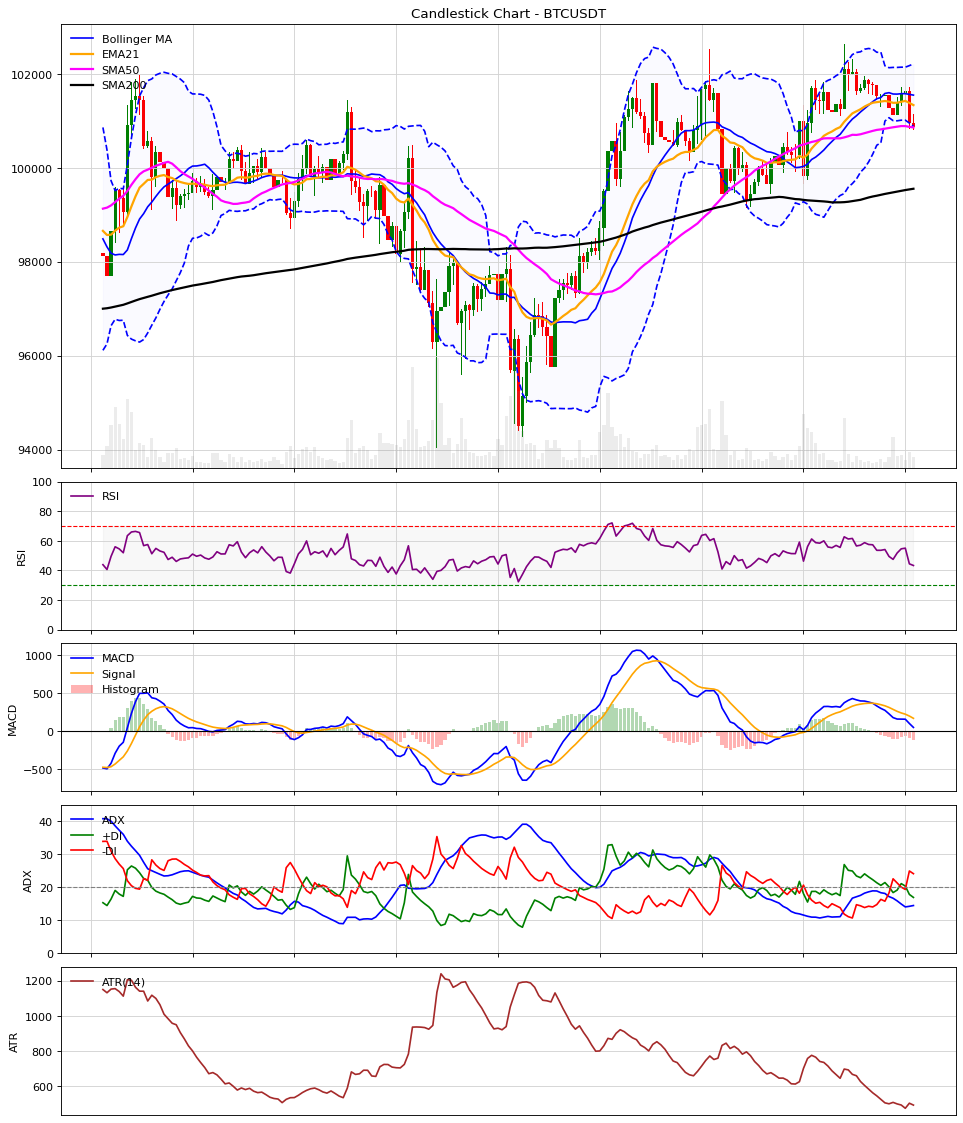 Candlestick Chart - BTCUSDT
Bollinger MA
EMA21
SMA50
SMA200
102000
100000
98000
96000
94000
RSI
100
80
60
40
20
0
RSI
MACD
Signal
Histogram
1000
500
0
−500
MACD
ADX
+DI
-DI
40
30
20
10
0
ADX
ATR(14)
1200
1000
800
600
ATR